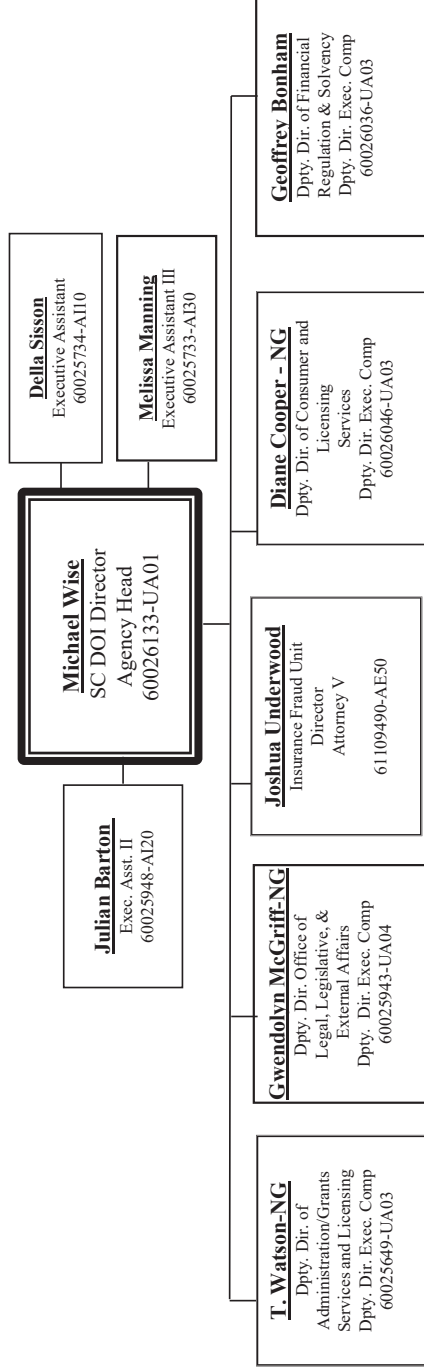 Della Sisson
Executive Assistant
60025734-AI10
Michael Wise
SC DOI Director
Agency Head
60026133-UA01
Julian Barton
Exec. Asst. II
60025948-AI20
Melissa Manning
Executive Assistant III
60025733-AI30
T. Watson-NG
Dpty. Dir. of
Administration/Grants
Services and Licensing
Dpty. Dir. Exec. Comp
60025649-UA03
Gwendolyn McGriff-NG
Dpty. Dir. Office of
Legal, Legislative, &
External Affairs
Dpty. Dir. Exec. Comp
60025943-UA04
Joshua Underwood
Insurance Fraud Unit
Director
Attorney V
61109490-AE50
Diane Cooper - NG
Dpty. Dir. of Consumer and
Licensing
Services
Dpty. Dir. Exec. Comp
60026046-UA03
Geoffrey Bonham
Dpty. Dir. of Financial
Regulation & Solvency
Dpty. Dir. Exec. Comp
60026036-UA03